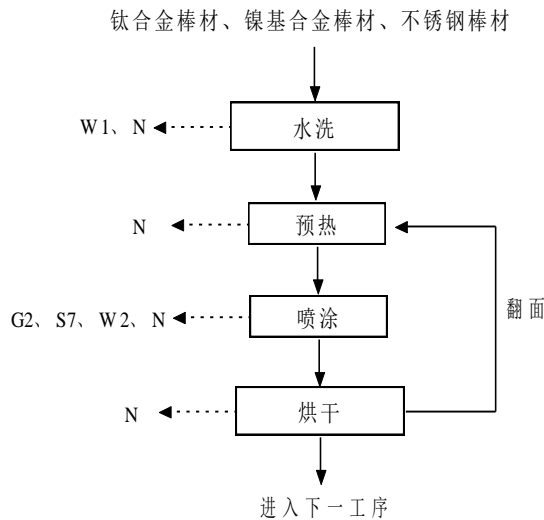 钛合金棒材、镍基合金棒材、不锈钢棒材
W1、N
水洗
N
预热
翻面
G2、S7、W2、N
喷涂
N
烘干
进入下一工序